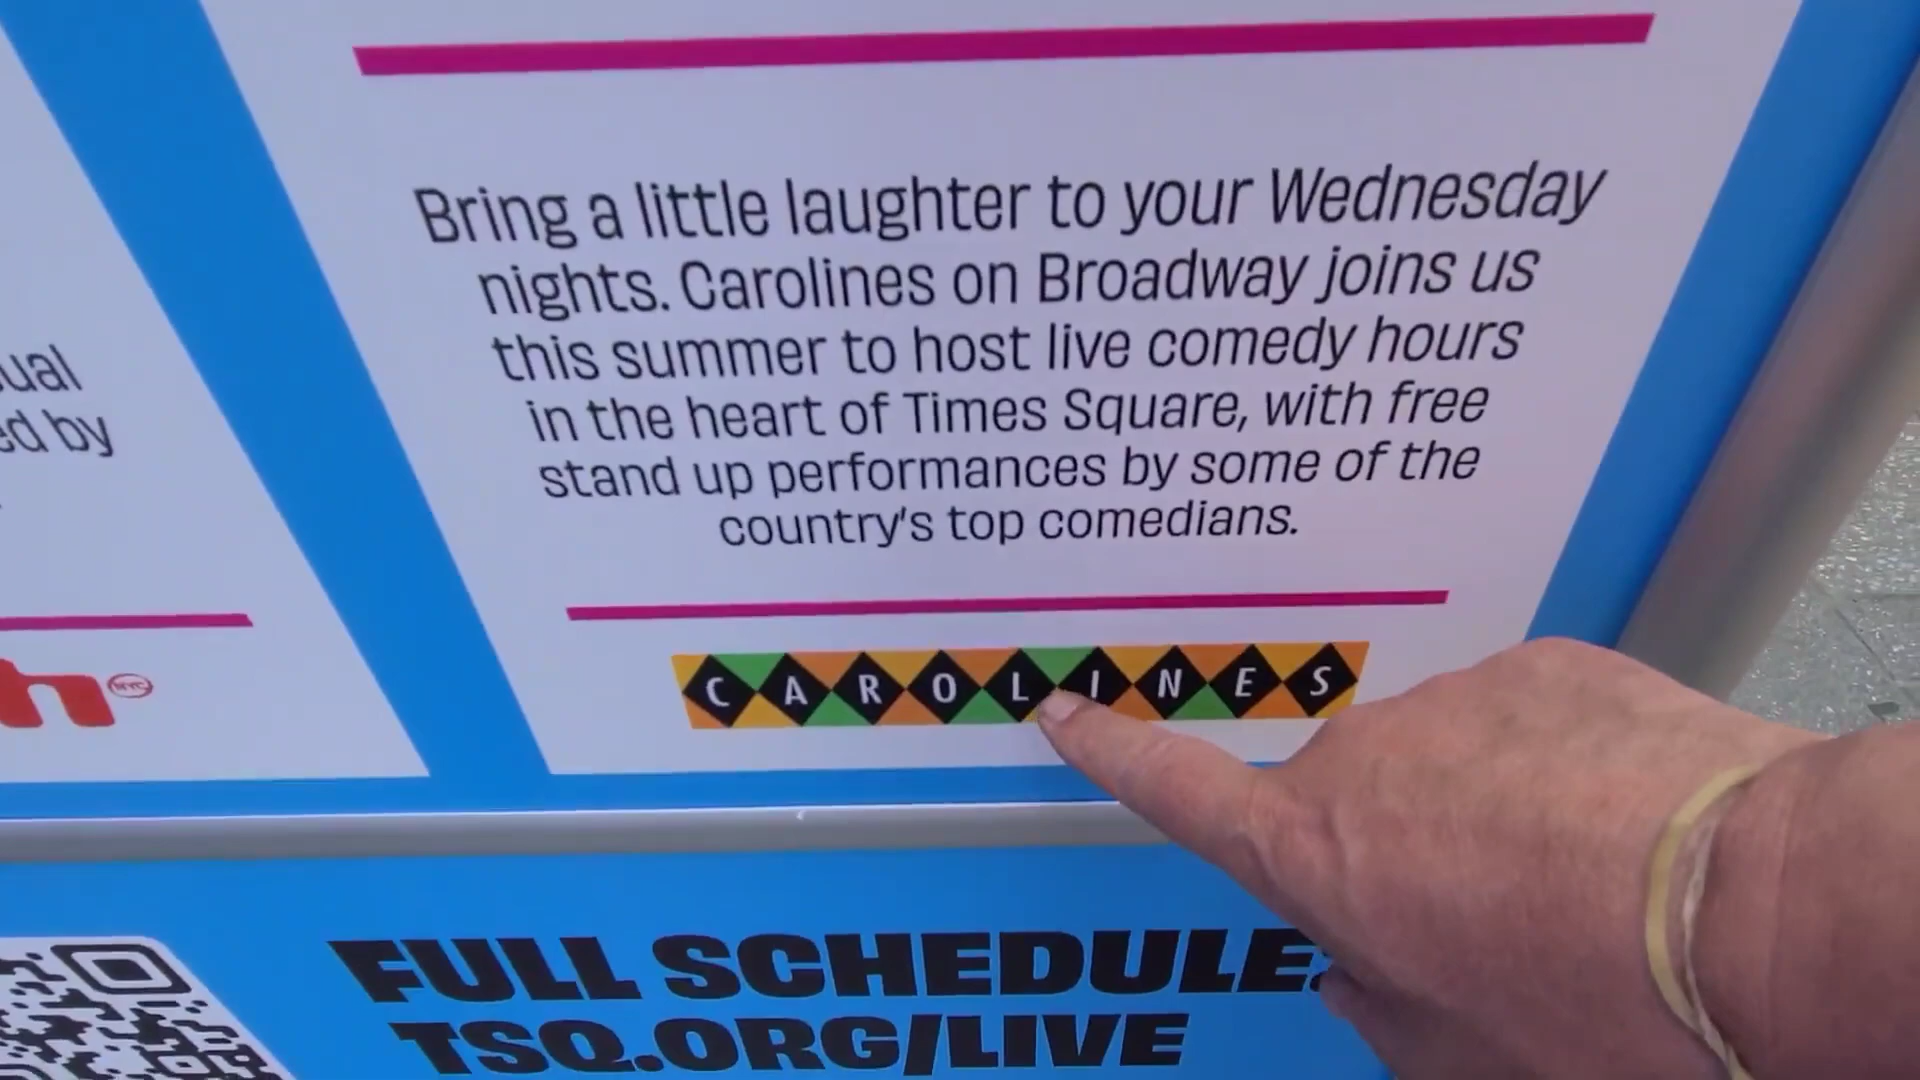 Bring a little laughter to your Wednesday
nights. Carolines on Broadway joins us
this summer to host live comedy hours
in the heart of Times Square, with free
stand up performances by some of the
country's top comedians.
CAROLINES
by
NYC
FULL SCHEDULE:
TSQ.ORG/LIVE